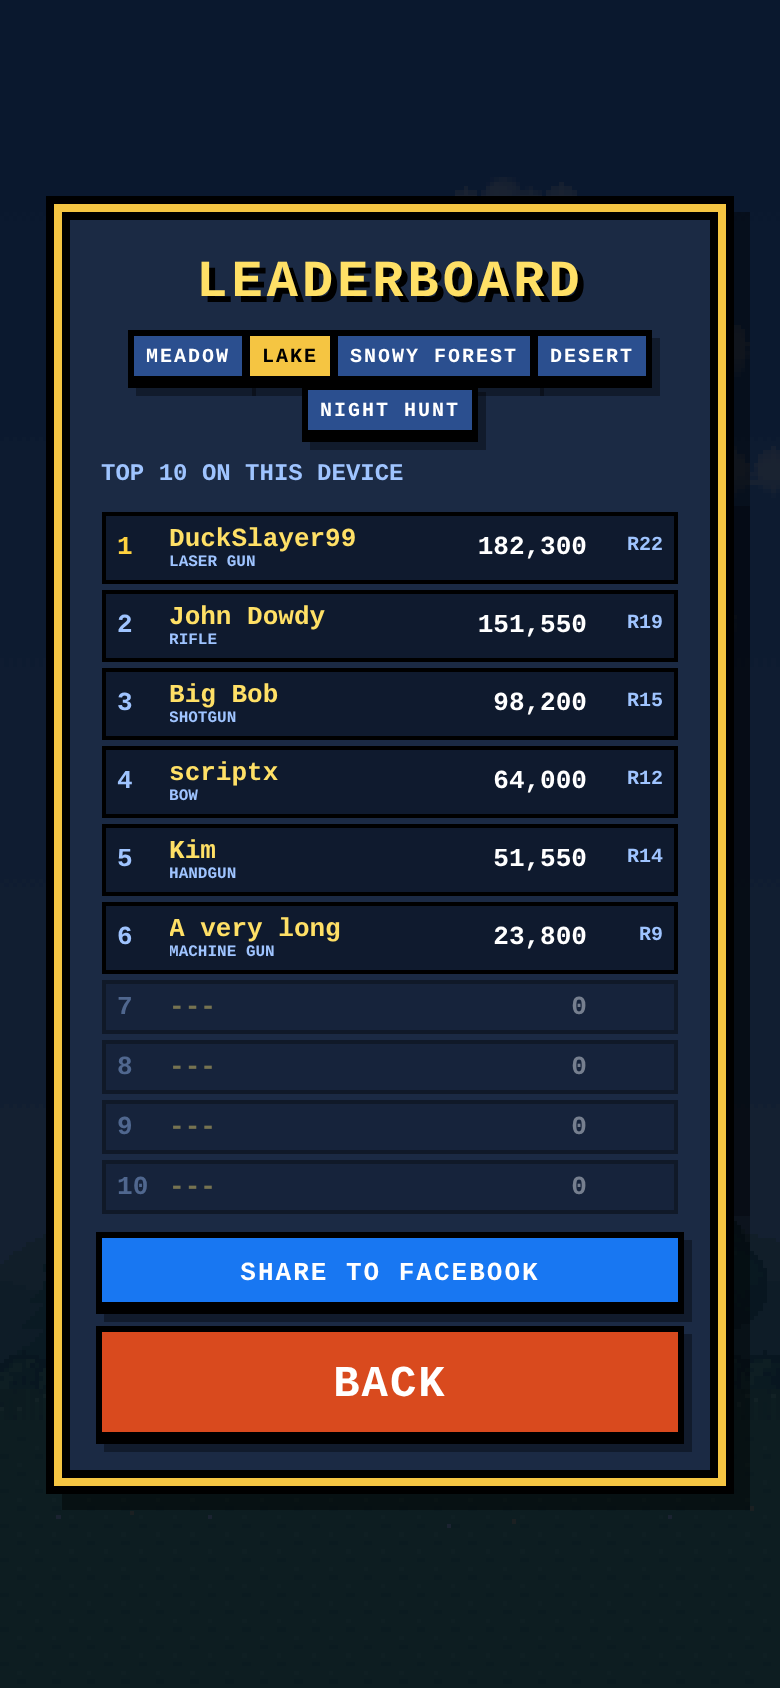 LEADERBOARD
MEADOW LAKE SNOWY FOREST DESERT
NIGHT HUNT
TOP 10 ON THIS DEVICE
1 DuckSlayer99 182,300 R22
LASER GUN
2 John Dowdy 151,550 R19
RIFLE
3 Big Bob 98,200 R15
SHOTGUN
4 scriptx 64,000 R12
BOW
5 Kim 51,550 R14
HANDGUN
6 A very long 23,800 R9
MACHINE GUN
7 --- 0
8 --- 0
9 --- 0
10 --- 0
SHARE TO FACEBOOK
BACK